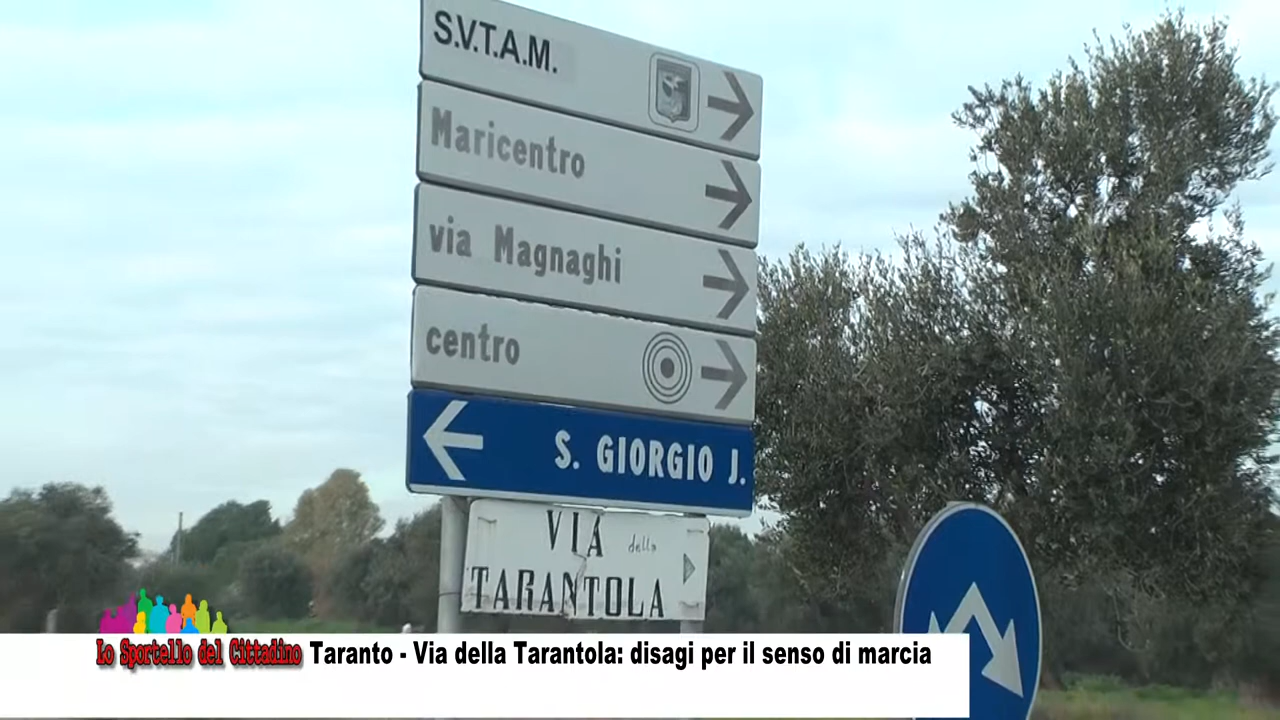 S.V.T.A.M.
Maricentro
via Magnaghi
centro
S. GIORGIO J.
VIA della
TARANTOLA
Lo Sportello del Cittadino Taranto - Via della Tarantola: disagi per il senso di marcia